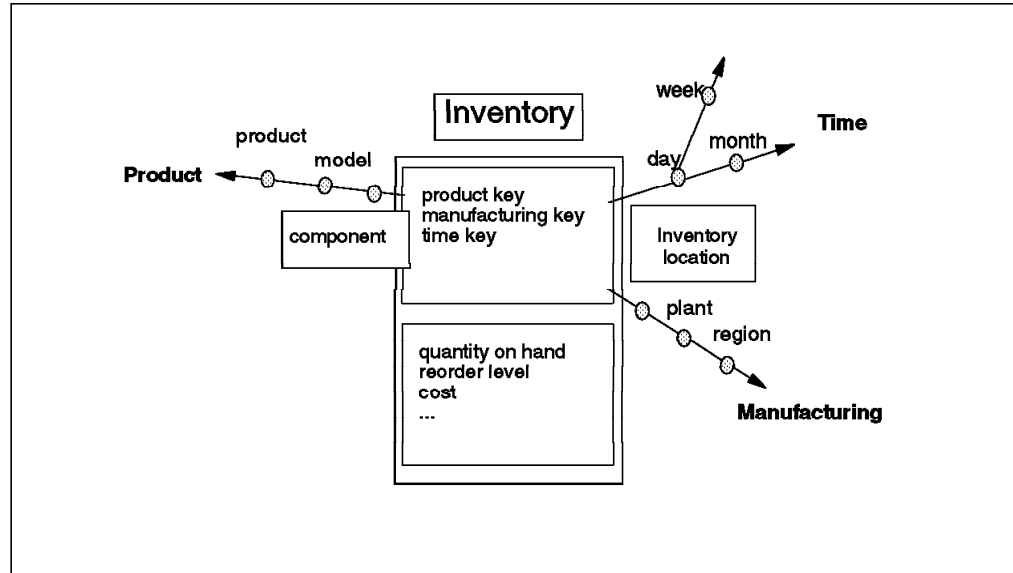 Inventory
week
Time
month
day
product
model
Product
component
product key
manufacturing key
time key
Inventory
location
plant
region
Manufacturing
quantity on hand
reorder level
cost
...